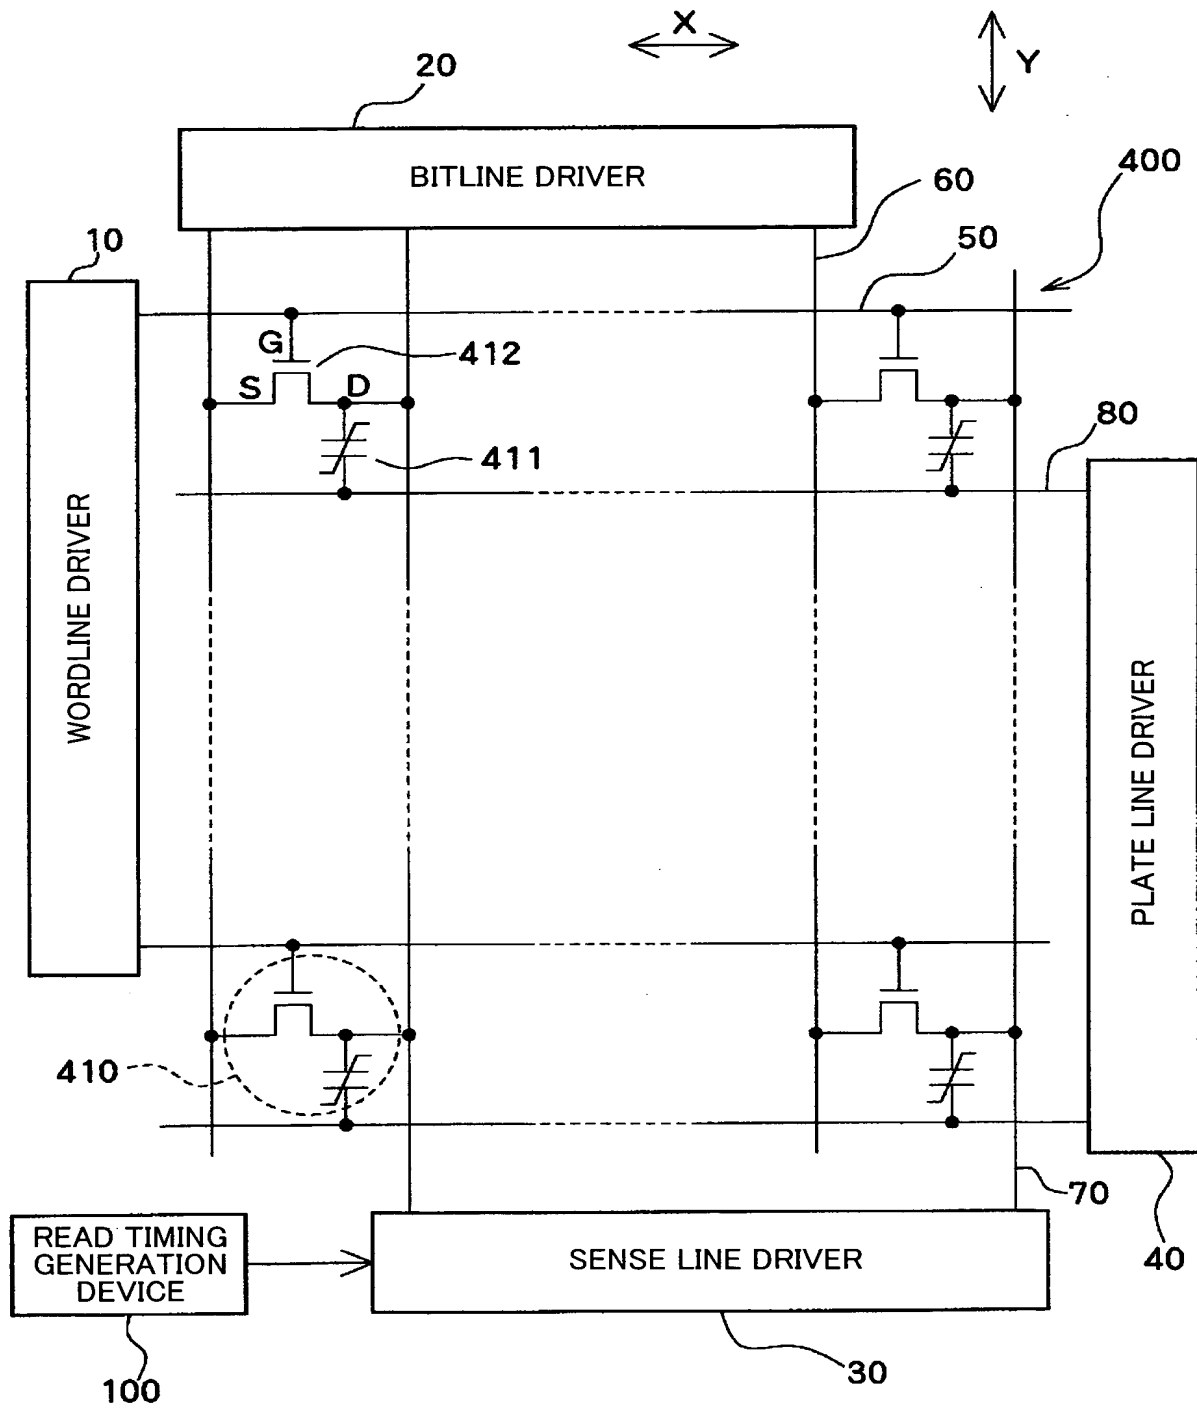 X
Y
20
BITLINE DRIVER
60
400
10
50
G
412
S
D
411
80
WORDLINE DRIVER
PLATE LINE DRIVER
410
70
READ TIMING
GENERATION
DEVICE
SENSE LINE DRIVER
40
100
30